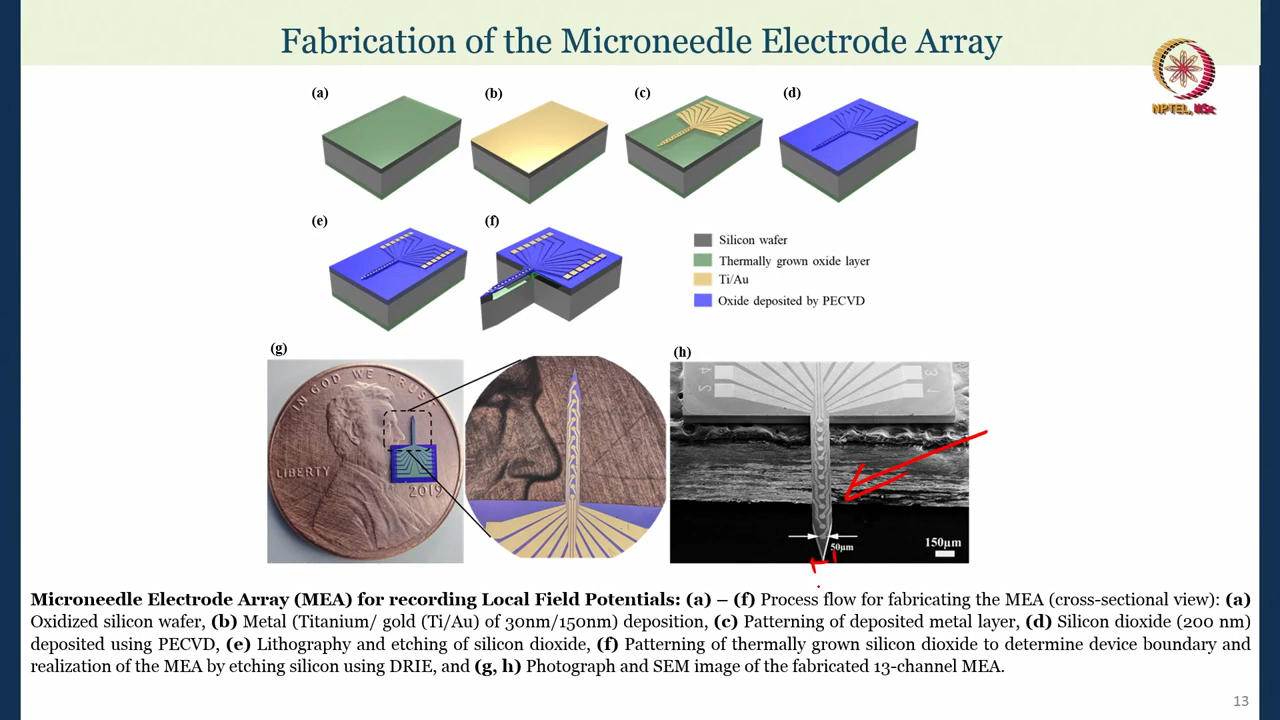 Fabrication of the Microneedle Electrode Array
NPTEL, IISc
(a)
(b)
(c)
(d)
(e)
(f)
Silicon wafer
Thermally grown oxide layer
Ti/Au
Oxide deposited by PECVD
(g)
IN GOD WE TRUST
LIBERTY
2019
(h)
4
2
3
1
50μm
150μm
Microneedle Electrode Array (MEA) for recording Local Field Potentials: (a) – (f) Process flow for fabricating the MEA (cross-sectional view): (a)
Oxidized silicon wafer, (b) Metal (Titanium/ gold (Ti/Au) of 30nm/150nm) deposition, (c) Patterning of deposited metal layer, (d) Silicon dioxide (200 nm)
deposited using PECVD, (e) Lithography and etching of silicon dioxide, (f) Patterning of thermally grown silicon dioxide to determine device boundary and
realization of the MEA by etching silicon using DRIE, and (g, h) Photograph and SEM image of the fabricated 13-channel MEA.
13